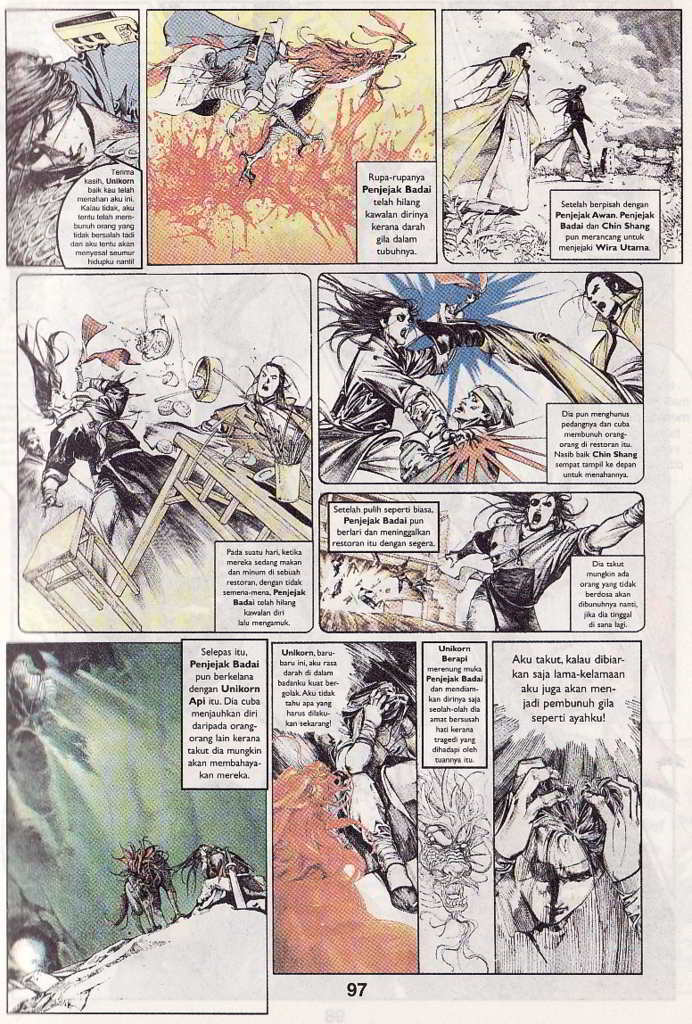 Terima
kasih, Unikorn
baik kau telah
menahan aku ini.
Kalau tidak, aku
tentu telah mem-
bunuh orang yang
tidak bersalah tadi
dan aku tentu akan
menyesal seumur
hidupku nanti!
Rupa-rupanya
Penjejak Badai
telah hilang
kawalan dirinya
kerana darah
gila dalam
tubuhnya.
Setelah berpisah dengan
Penjejak Awan, Penjejak
Badai dan Chin Shang
pun merancang untuk
menjejaki Wira Utama.
Pada suatu hari, ketika
mereka sedang makan
dan minum di sebuah
restoran, dengan tidak
semena-mena, Penjejak
Badai telah hilang
kawalan diri
lalu mengamuk.
Dia pun menghunus
pedangnya dan cuba
membunuh orang-
orang di restoran itu.
Nasib baik Chin Shang
sempat tampil ke depan
untuk menahannya.
Setelah pulih seperti biasa,
Penjejak Badai pun
berlari dan meninggalkan
restoran itu dengan segera.
Dia takut
mungkin ada
orang yang tidak
berdosa akan
dibunuhnya nanti,
jika dia tinggal
di sana lagi.
Selepas itu,
Penjejak Badai
pun berkelana
dengan Unikorn
Api itu. Dia cuba
menjauhkan diri
daripada orang-
orang lain kerana
takut dia mungkin
akan membahaya-
kan mereka.
Unikorn, baru-
baru ini, aku rasa
darah di dalam
badanku kuat ber-
golak. Aku tidak
tahu apa yang
harus dilaku-
kan sekarang!
Unikorn
Berapi
merenung muka
Penjejak Badai
dan mendiam-
kan dirinya saja
seolah-olah dia
amat bersusah
hati kerana
tragedi yang
dihadapi oleh
tuannya itu.
Aku takut, kalau dibiar-
kan saja lama-kelamaan
aku juga akan men-
jadi pembunuh gila
seperti ayahku!
97